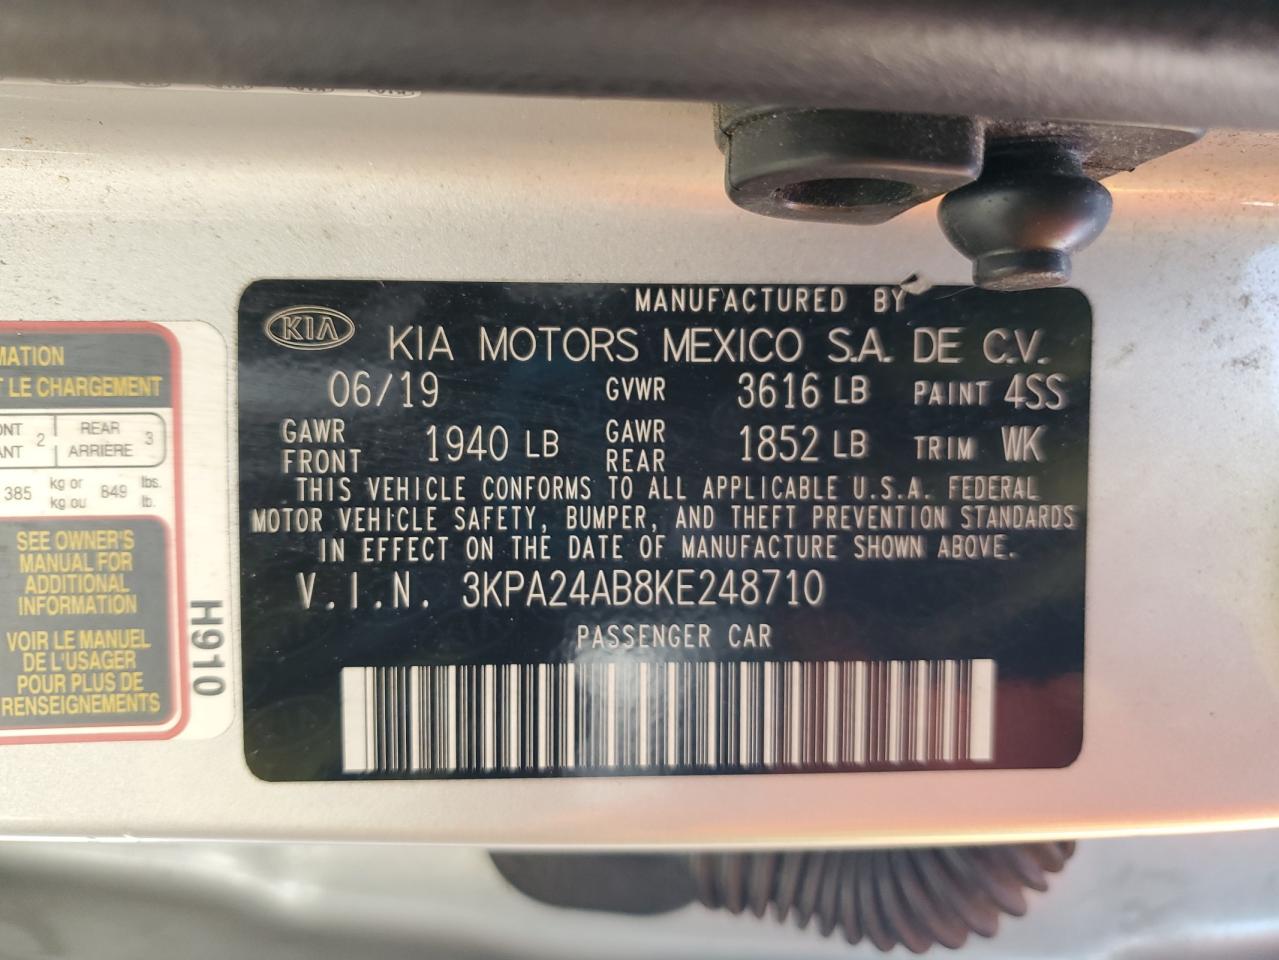 MANUFACTURED BY
KIA KIA MOTORS MEXICO S.A. DE C.V.
06/19 GVWR 3616 LB PAINT 4SS
GAWR FRONT 1940 LB GAWR REAR 1852 LB TRIM WK
THIS VEHICLE CONFORMS TO ALL APPLICABLE U.S.A. FEDERAL
MOTOR VEHICLE SAFETY, BUMPER, AND THEFT PREVENTION STANDARDS
IN EFFECT ON THE DATE OF MANUFACTURE SHOWN ABOVE.
V.I.N. 3KPA24AB8KE248710
PASSENGER CAR
MATION
T LE CHARGEMENT
ONT
ANT 2 REAR
ARRIÈRE 3
385 kg or
kg ou 849 lbs.
lb.
SEE OWNER'S
MANUAL FOR
ADDITIONAL
INFORMATION
VOIR LE MANUEL
DE L'USAGER
POUR PLUS DE
RENSEIGNEMENTS
H910